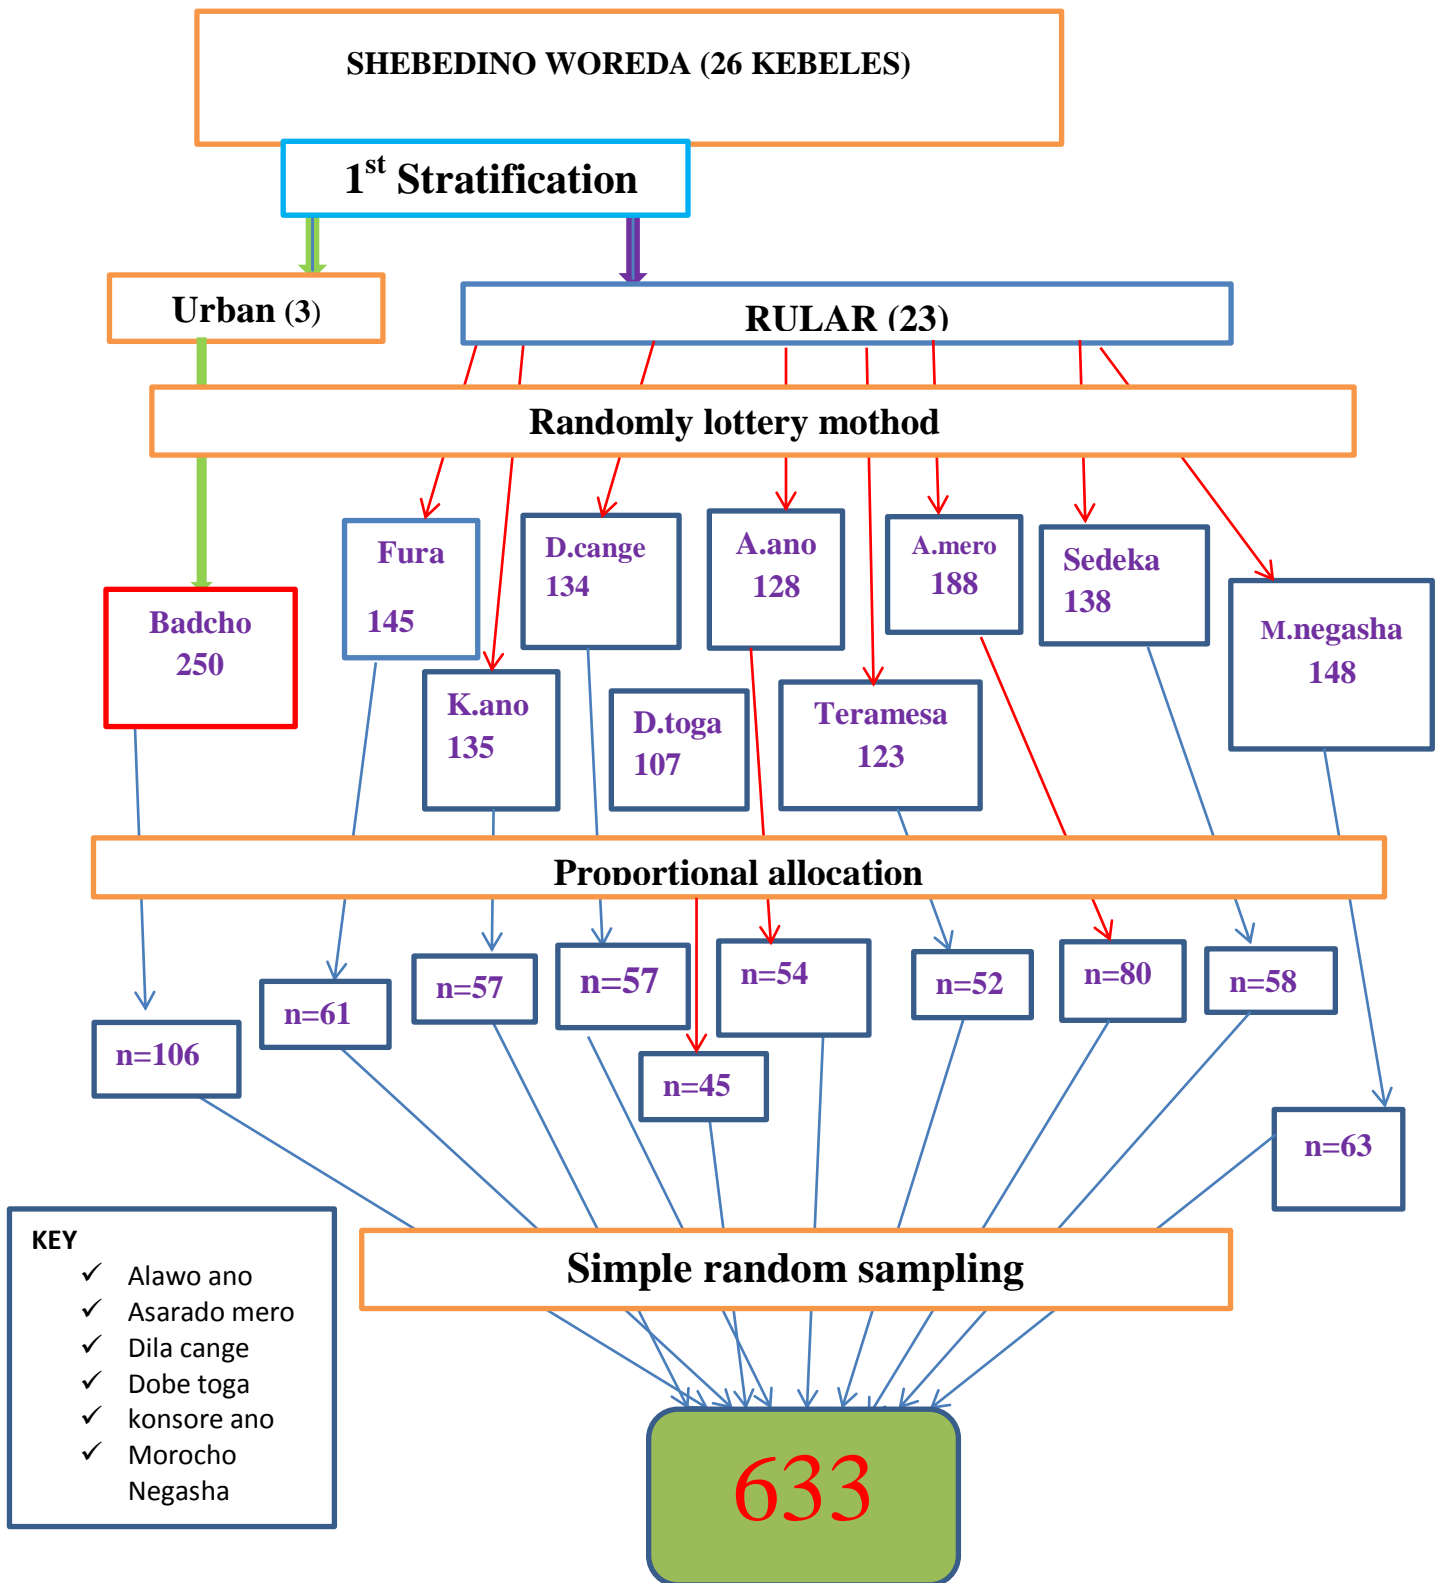 SHEBEDINO WOREDA (26 KEBELES)
1st Stratification
Urban (3)
RULAR (23)
Randomly lottery mothod
Fura
145
D.cange
134
A.ano
128
A.mero
188
Sedeka
138
M.negasha
148
Badcho
250
K.ano
135
D.toga
107
Teramesa
123
Proportional allocation
n=106
n=61
n=57
n=57
n=54
n=45
n=52
n=80
n=58
n=63
KEY
✓ Alawo ano
✓ Asarado mero
✓ Dila cange
✓ Dobe toga
✓ konsore ano
✓ Morocho
Negasha
Simple random sampling
633